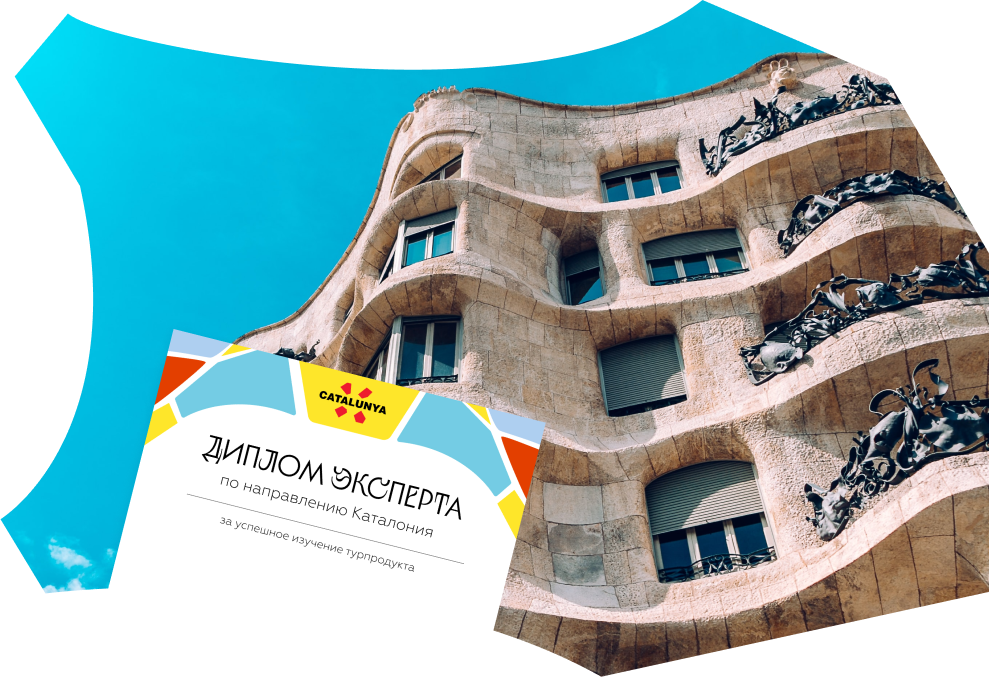 CATALUNYA
ДИПЛОМ ЭКСПЕРТА
по направлению Каталония
за успешное изучение турпродукта